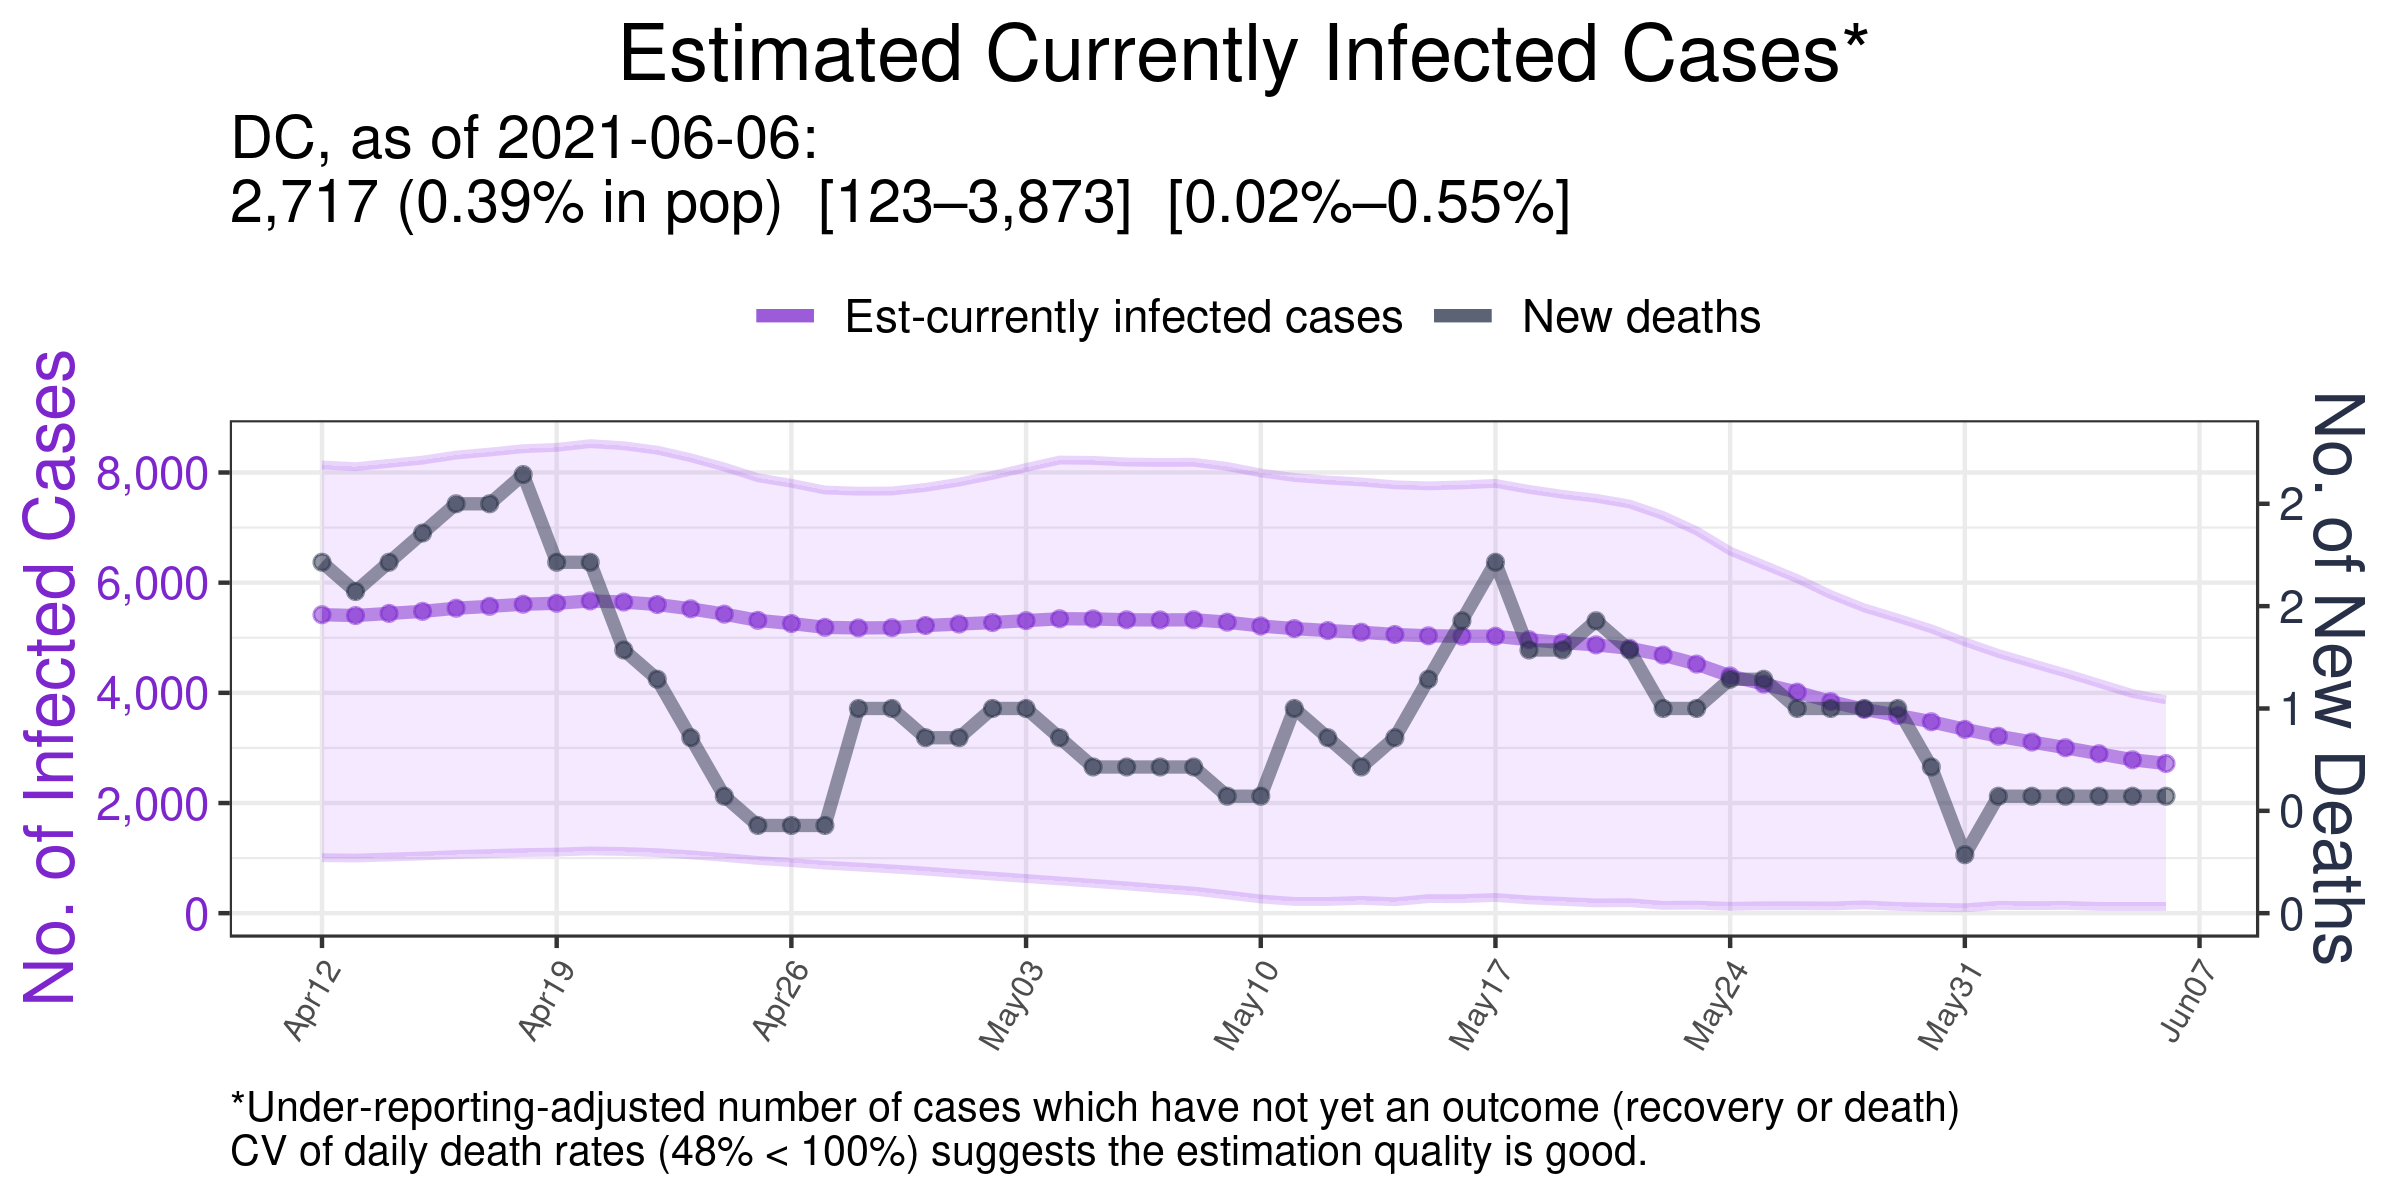 Estimated Currently Infected Cases*
DC, as of 2021-06-06:
2,717 (0.39% in pop)  [123–3,873]  [0.02%–0.55%]
Est-currently infected cases
New deaths
No. of Infected Cases
8,000
6,000
4,000
2,000
0
2
2
1
0
0
No. of New Deaths
Apr12
Apr19
Apr26
May03
May10
May17
May24
May31
Jun07
*Under-reporting-adjusted number of cases which have not yet an outcome (recovery or death)
CV of daily death rates (48% < 100%) suggests the estimation quality is good.